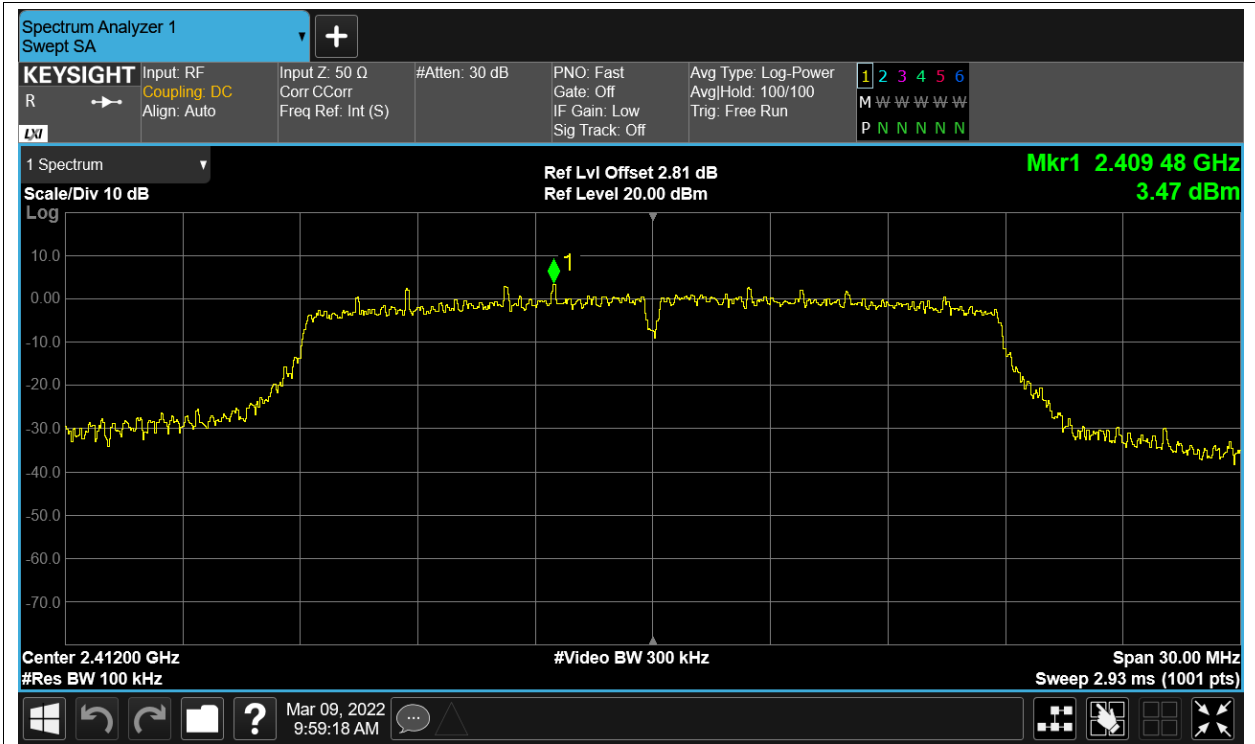 Spectrum Analyzer 1
Swept SA
KEYSIGHT
R
LXI
Input: RF
Coupling: DC
Align: Auto
Input Z: 50 Ω
Corr CCorr
Freq Ref: Int (S)
#Atten: 30 dB
PNO: Fast
Gate: Off
IF Gain: Low
Sig Track: Off
Avg Type: Log-Power
Avg|Hold: 100/100
Trig: Free Run
1 2 3 4 5 6
M W W W W W
P N N N N N
1 Spectrum
Scale/Div 10 dB
Log
Ref Lvl Offset 2.81 dB
Ref Level 20.00 dBm
Mkr1 2.409 48 GHz
3.47 dBm
10.0
1
0.00
-10.0
-20.0
-30.0
-40.0
-50.0
-60.0
-70.0
Center 2.41200 GHz
#Video BW 300 kHz
Span 30.00 MHz
#Res BW 100 kHz
Sweep 2.93 ms (1001 pts)
?
Mar 09, 2022
9:59:18 AM